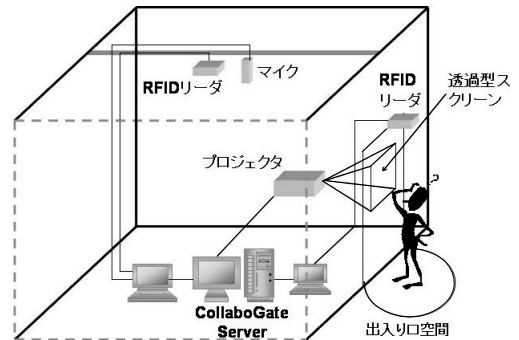 RFIDリーダ
マイク
RFID
リーダ
透過型ス
クリーン
プロジェクタ
CollaboGate
Server
出入り口空間